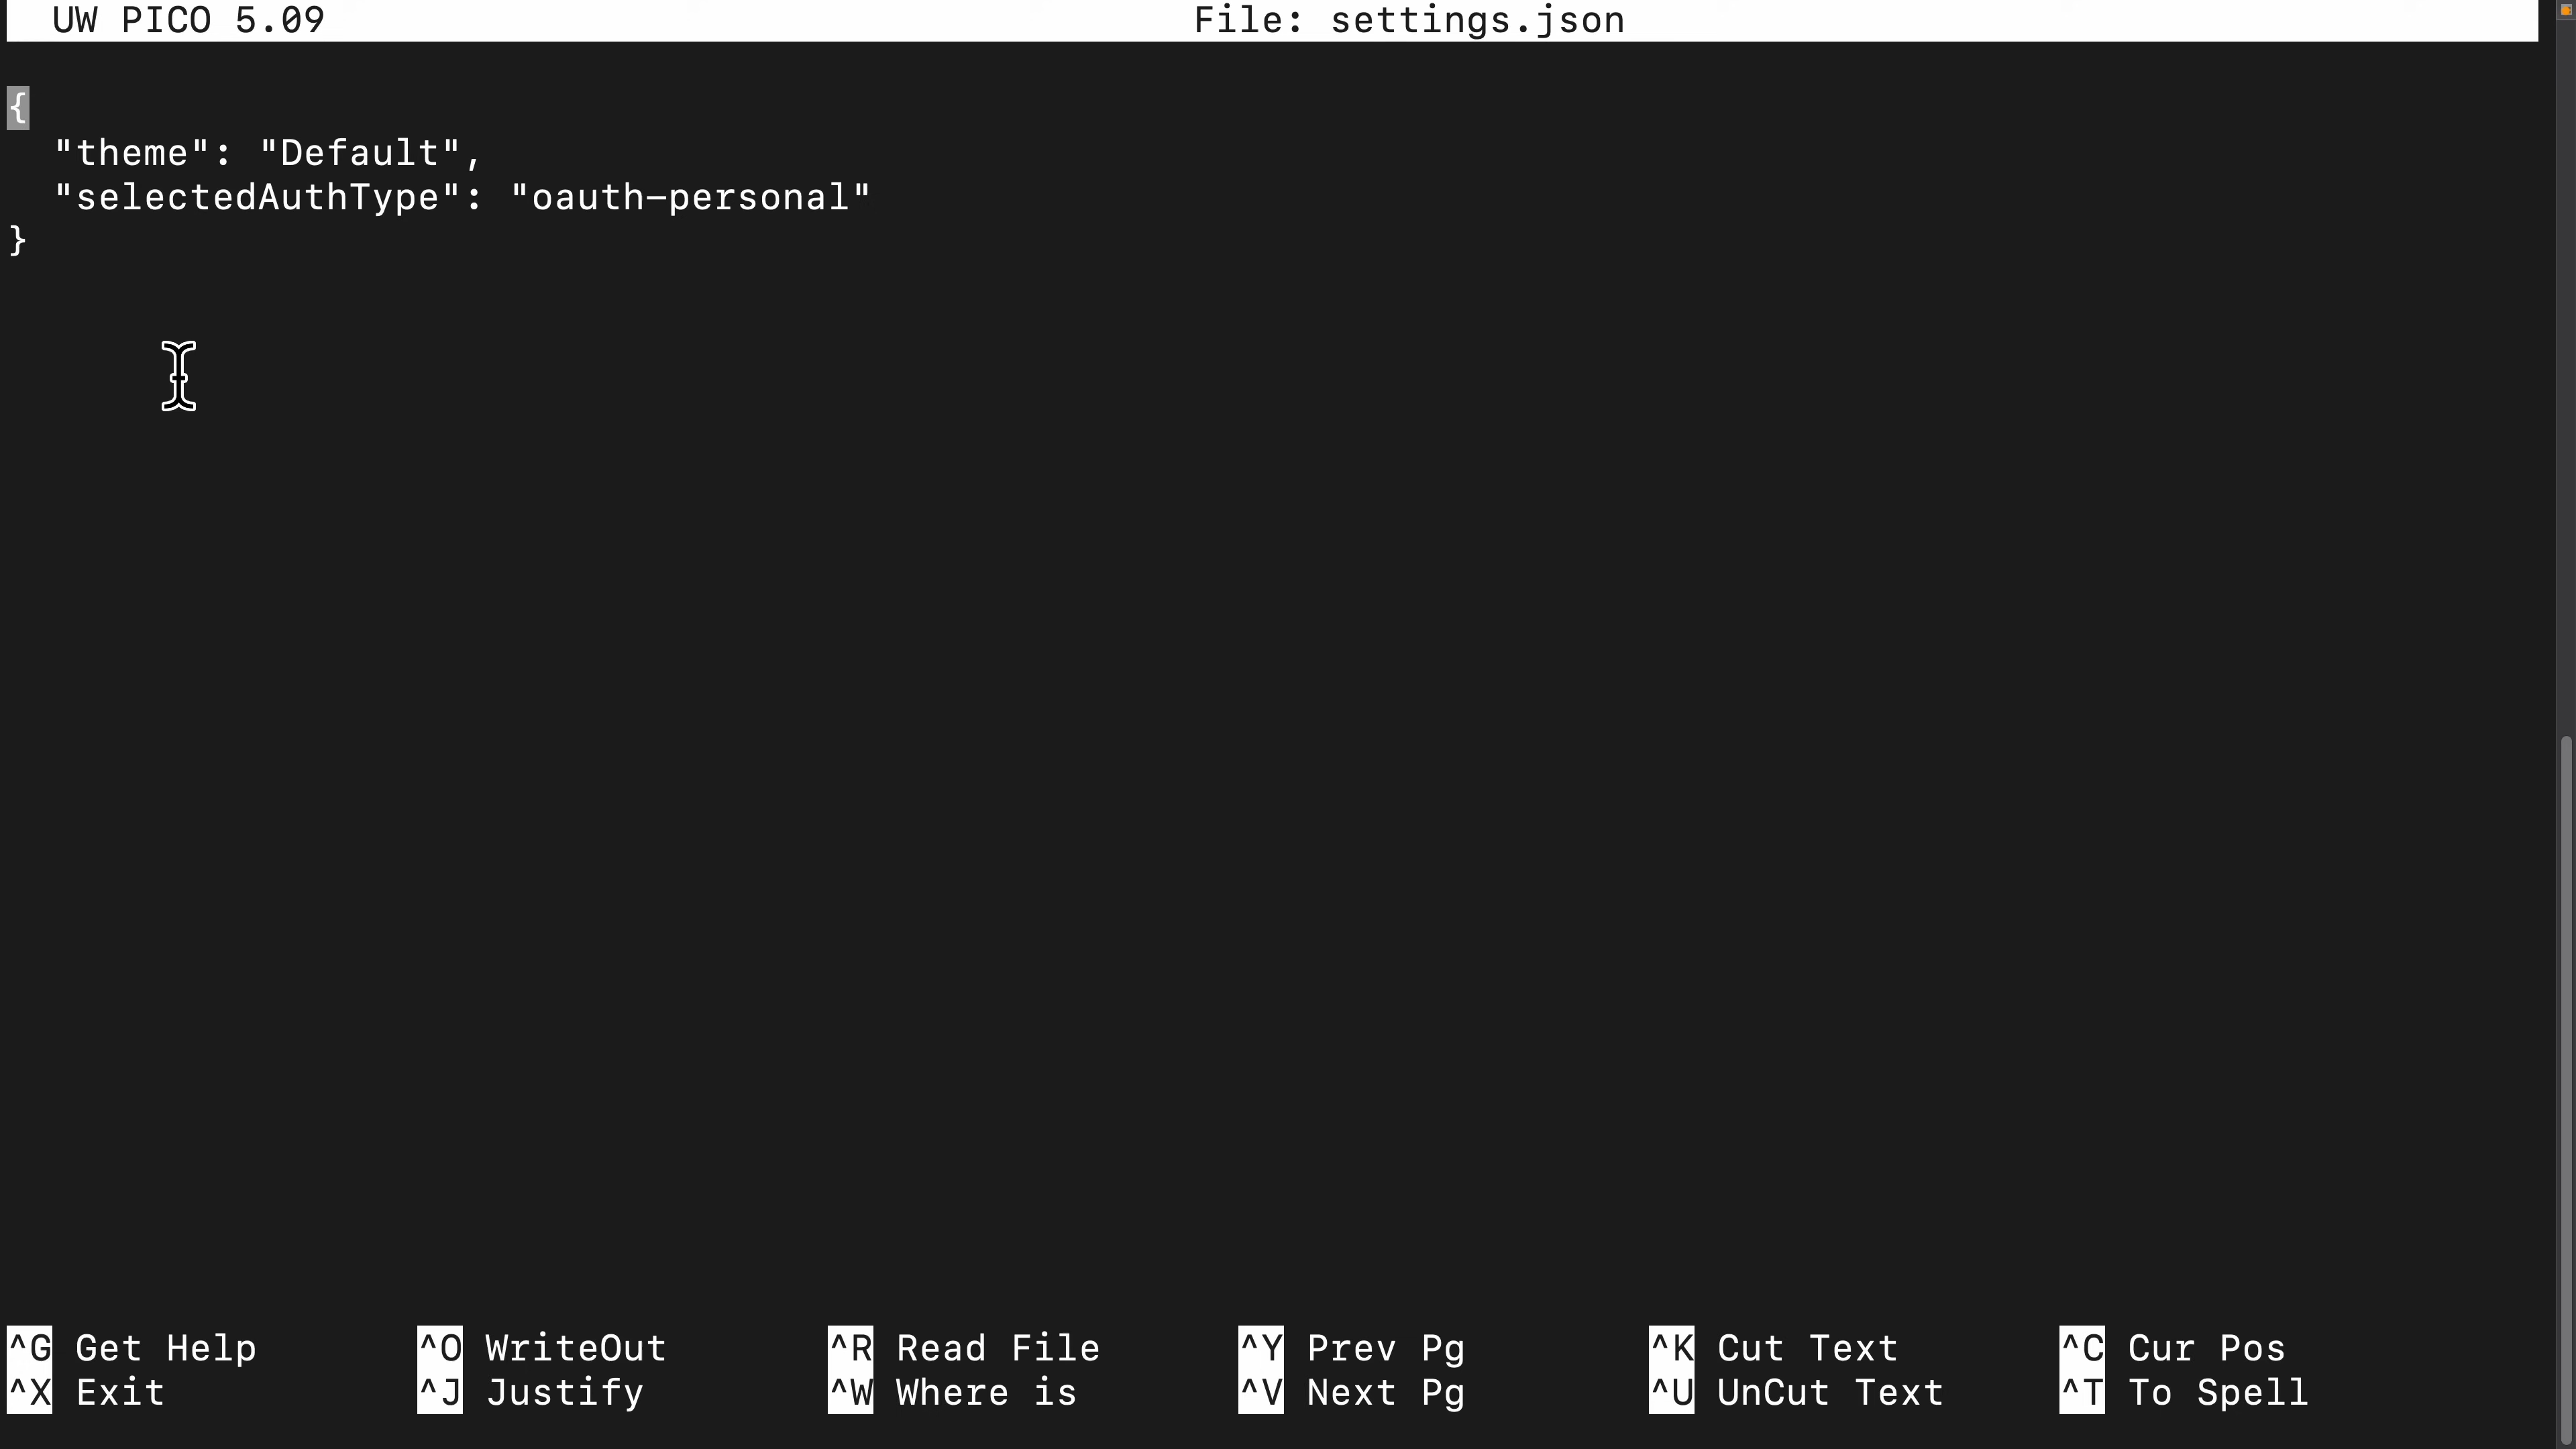 UW PICO 5.09 File: settings.json
{
"theme": "Default",
"selectedAuthType": "oauth-personal"
}
^G Get Help ^O WriteOut ^R Read File ^Y Prev Pg ^K Cut Text ^C Cur Pos
^X Exit ^J Justify ^W Where is ^V Next Pg ^U UnCut Text ^T To Spell